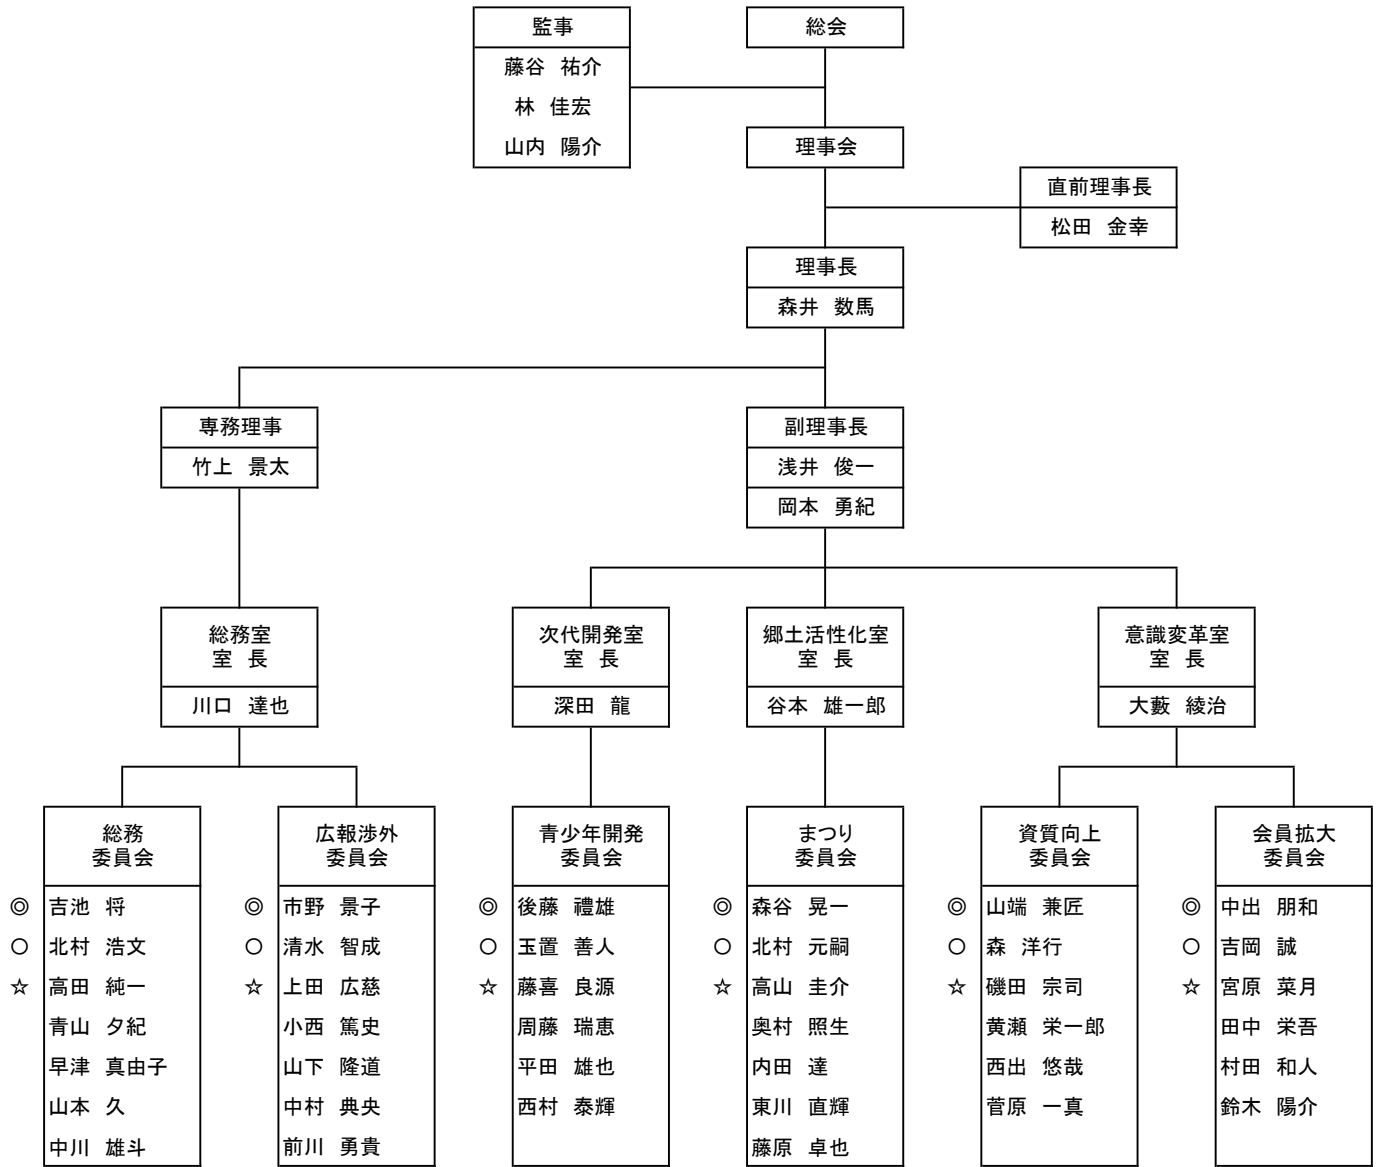 監事
藤谷 祐介
林 佳宏
山内 陽介
総会
理事会
直前理事長
松田 金幸
理事長
森井 数馬
専務理事
竹上 景太
副理事長
浅井 俊一
岡本 勇紀
総務室
室 長
川口 達也
次代開発室
室 長
深田 龍
郷土活性化室
室 長
谷本 雄一郎
意識変革室
室 長
大藪 綾治
総務
委員会
◎ 吉池 将
○ 北村 浩文
☆ 高田 純一
青山 夕紀
早津 真由子
山本 久
中川 雄斗
広報渉外
委員会
◎ 市野 景子
○ 清水 智成
☆ 上田 広慈
小西 篤史
山下 隆道
中村 典央
前川 勇貴
青少年開発
委員会
◎ 後藤 禮雄
○ 玉置 善人
☆ 藤喜 良源
周藤 瑞恵
平田 雄也
西村 泰輝
まつり
委員会
◎ 森谷 晃一
○ 北村 元嗣
☆ 高山 圭介
奥村 照生
内田 達
東川 直輝
藤原 卓也
資質向上
委員会
◎ 山端 兼匠
○ 森 洋行
☆ 磯田 宗司
黄瀬 栄一郎
西出 悠哉
菅原 一真
会員拡大
委員会
◎ 中出 朋和
○ 吉岡 誠
☆ 宮原 菜月
田中 栄吾
村田 和人
鈴木 陽介